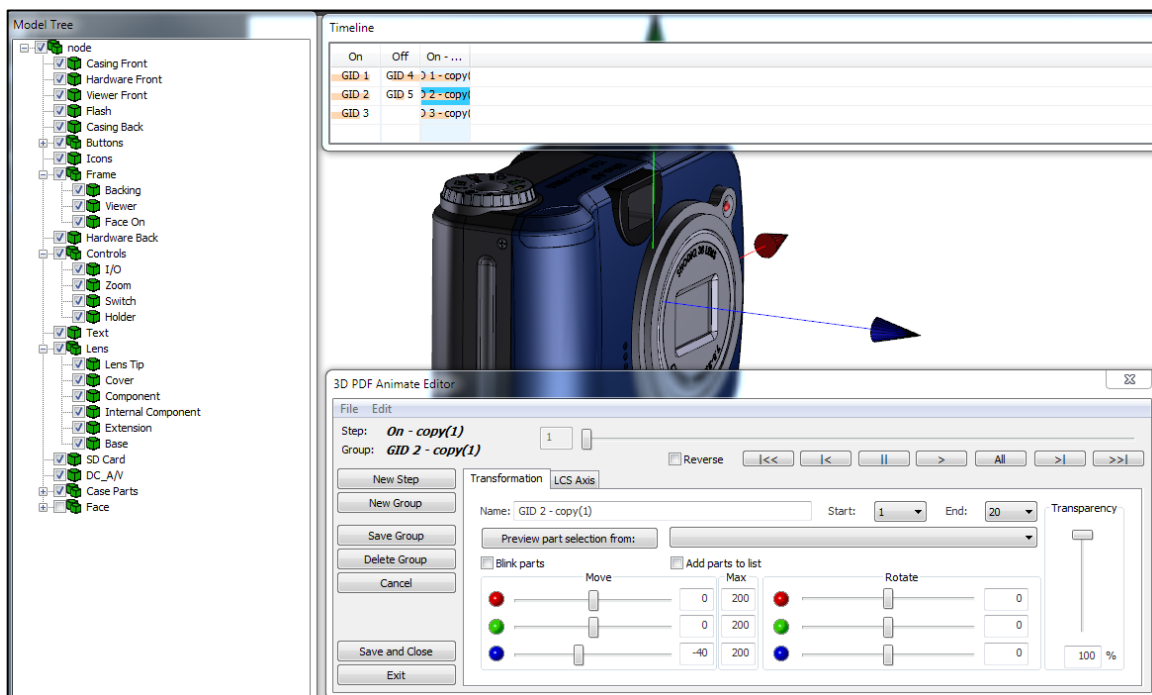 Model Tree
node
Casing Front
Hardware Front
Viewer Front
Flash
Casing Back
Buttons
Icons
Frame
Backing
Viewer
Face On
Hardware Back
Controls
I/O
Zoom
Switch
Holder
Text
Lens
Lens Tip
Cover
Component
Internal Component
Extension
Base
SD Card
DC_A/V
Case Parts
Face
Timeline
On Off On - ...
GID 1 GID 4 1 - copy(
GID 2 GID 5 2 - copy(
GID 3 3 - copy(
3D PDF Animate Editor
File Edit
Step: On - copy(1)
1
Group: GID 2 - copy(1)
Reverse |<< |< || > All >| >>|
New Step
New Group
Save Group
Delete Group
Cancel
Save and Close
Exit
Transformation LCS Axis
Name: GID 2 - copy(1) Start: 1 End: 20 Transparency
Preview part selection from:
Blink parts Add parts to list
Move Max Rotate
0 200 0
0 200 0
-40 200 0
100 %